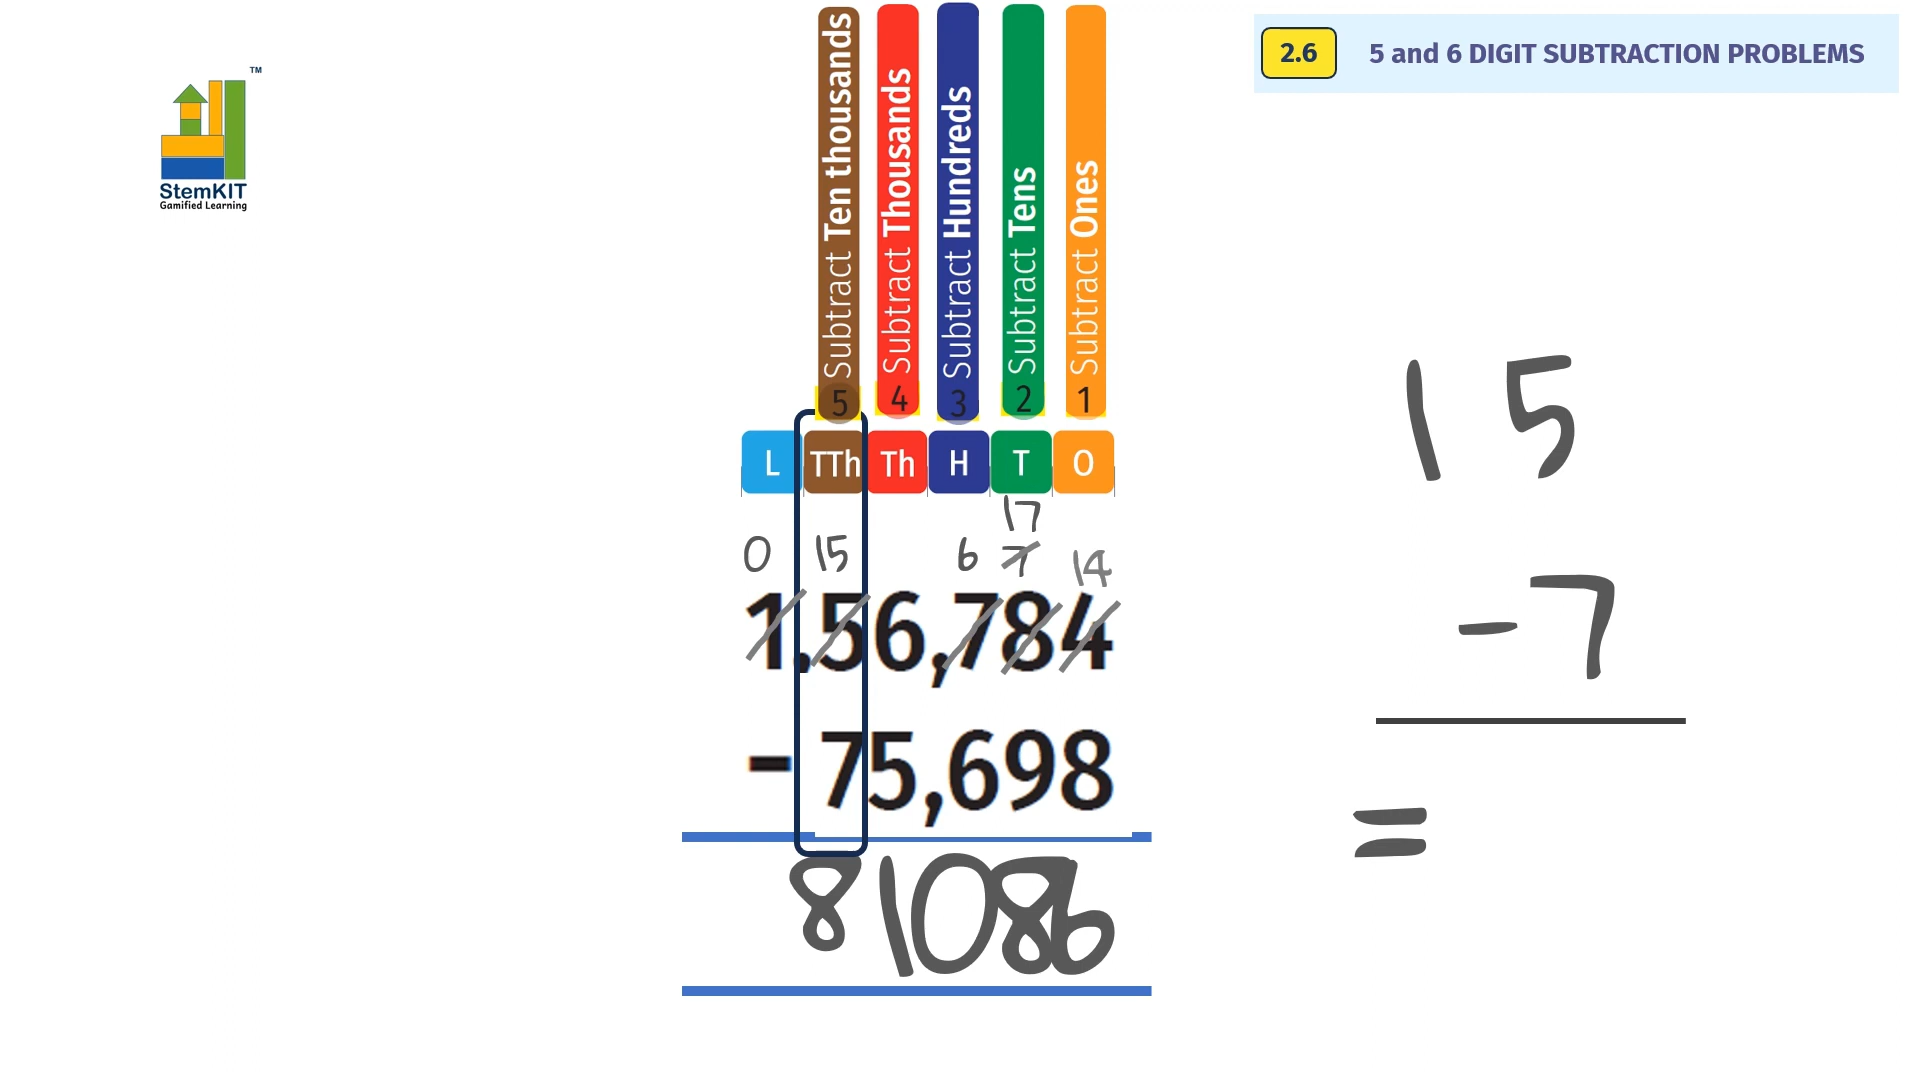 TM
StemKIT
Gamified Learning
2.6 5 and 6 DIGIT SUBTRACTION PROBLEMS
Subtract Ten thousands
Subtract Thousands
Subtract Hundreds
Subtract Tens
Subtract Ones
5 4 3 2 1
L TTh Th H T O
17
0 15 6 7 14
1,56,784
- 75,698
81086
15
-7
=